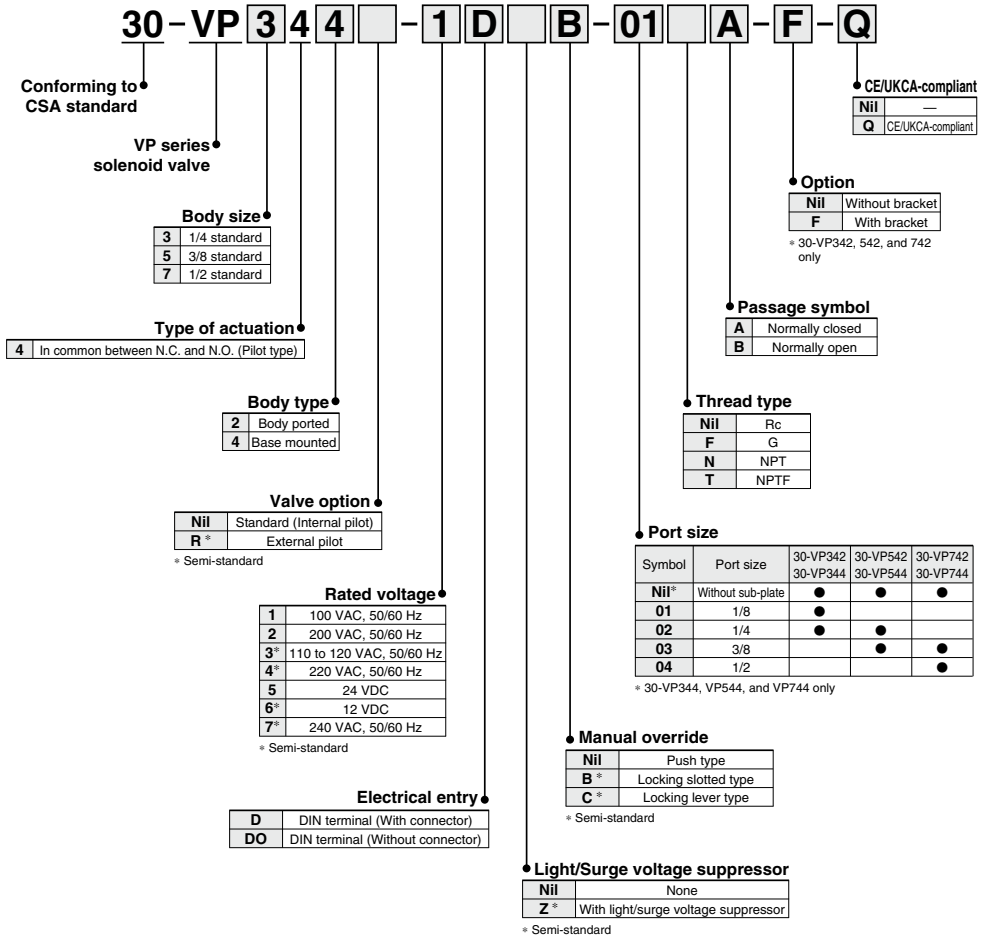 30-VP344-1DB-01A-F-Q
Conforming to
CSA standard
VP series
solenoid valve
Body size
3 1/4 standard
5 3/8 standard
7 1/2 standard
Type of actuation
4 In common between N.C. and N.O. (Pilot type)
Body type
2 Body ported
4 Base mounted
Valve option
Nil Standard (Internal pilot)
R * External pilot
* Semi-standard
Rated voltage
1 100 VAC, 50/60 Hz
2 200 VAC, 50/60 Hz
3* 110 to 120 VAC, 50/60 Hz
4* 220 VAC, 50/60 Hz
5 24 VDC
6* 12 VDC
7* 240 VAC, 50/60 Hz
* Semi-standard
Electrical entry
D DIN terminal (With connector)
DO DIN terminal (Without connector)
Light/Surge voltage suppressor
Nil None
Z * With light/surge voltage suppressor
* Semi-standard
Manual override
Nil Push type
B * Locking slotted type
C * Locking lever type
* Semi-standard
Port size
Symbol Port size 30-VP342 30-VP542 30-VP742
30-VP344 30-VP544 30-VP744
Nil* Without sub-plate ● ● ●
01 1/8 ●
02 1/4 ● ●
03 3/8 ● ●
04 1/2 ●
* 30-VP344, VP544, and VP744 only
Thread type
Nil Rc
F G
N NPT
T NPTF
Passage symbol
A Normally closed
B Normally open
Option
Nil Without bracket
F With bracket
* 30-VP342, 542, and 742
only
CE/UKCA-compliant
Nil —
Q CE/UKCA-compliant